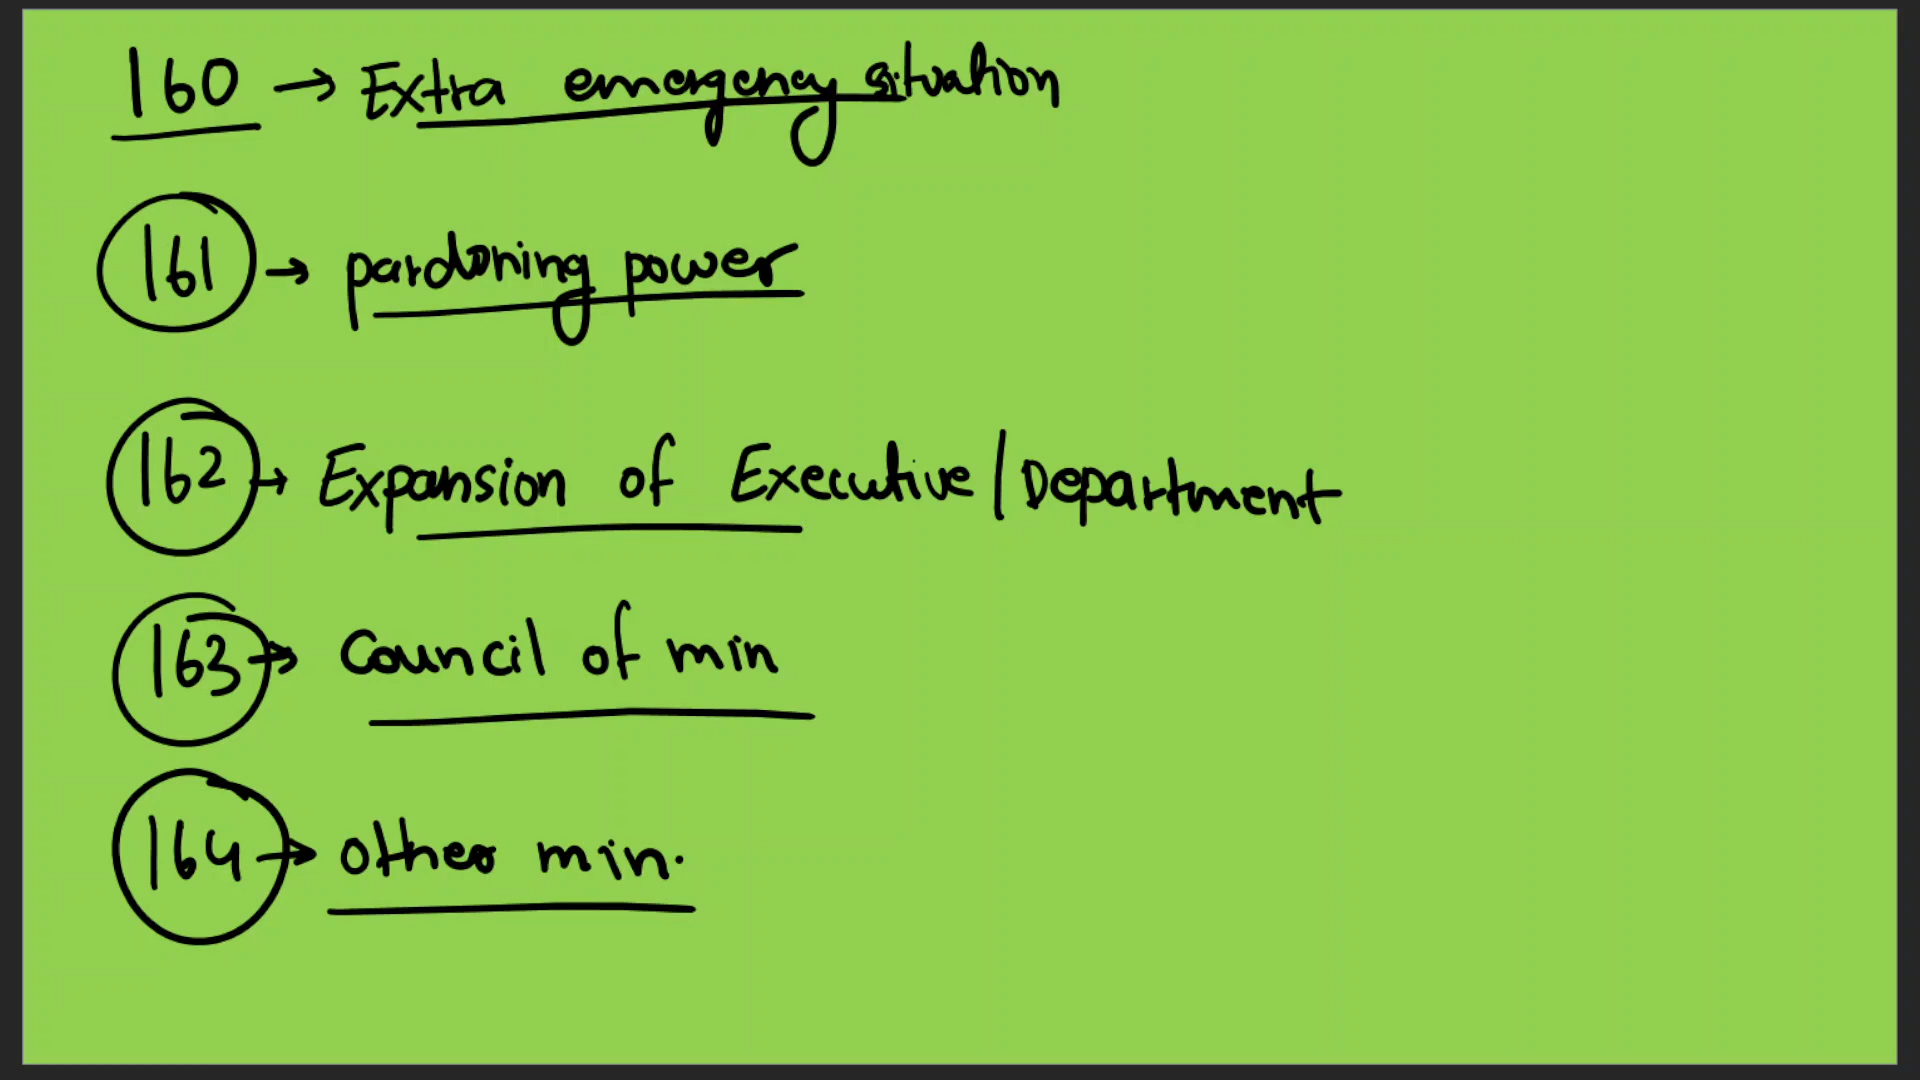 160 → Extra emergency situation
161 → pardoning power
162 → Expansion of Executive/Department
163 → Council of min
164 → other min.